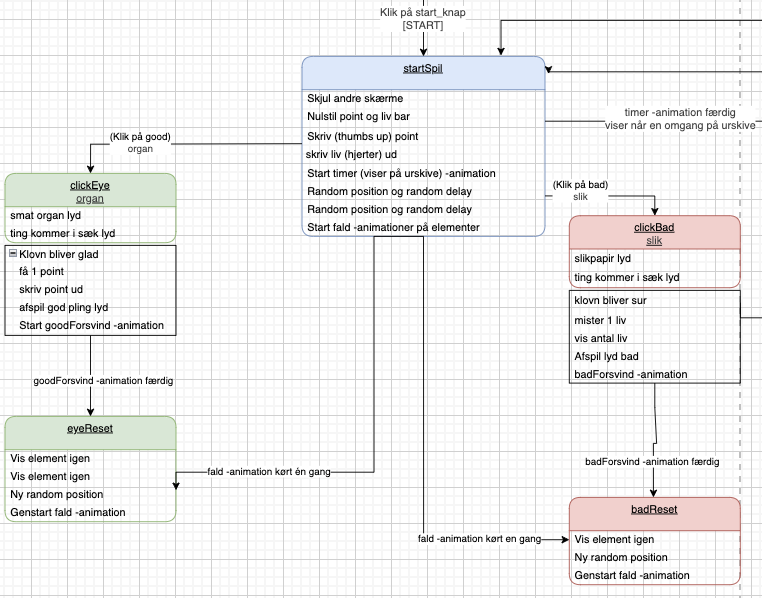 Klik på start_knap
[START]
startSpil
Skjul andre skærme
Nulstil point og liv bar
Skriv (thumbs up) point
skriv liv (hjerter) ud
Start timer (viser på urskive) -animation
Random position og random delay
Random position og random delay
Start fald -animationer på elementer
timer -animation færdig
viser når en omgang på urskive
(Klik på good)
organ
clickEye
organ
smat organ lyd
ting kommer i sæk lyd
Klovn bliver glad
få 1 point
skriv point ud
afspil god pling lyd
Start goodForsvind -animation
(Klik på bad)
slik
clickBad
slik
slikpapir lyd
ting kommer i sæk lyd
klovn bliver sur
mister 1 liv
vis antal liv
Afspil lyd bad
badForsvind -animation
goodForsvind -animation færdig
eyeReset
Vis element igen
Vis element igen
Ny random position
Genstart fald -animation
fald -animation kørt én gang
badForsvind -animation færdig
badReset
Vis element igen
Ny random position
Genstart fald -animation
fald -animation kørt en gang